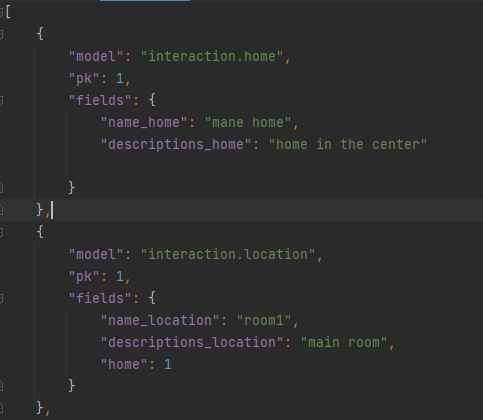 [
    {
        "model": "interaction.home",
        "pk": 1,
        "fields": {
            "name_home": "mane home",
            "descriptions_home": "home in the center"
        }
    },
    {
        "model": "interaction.location",
        "pk": 1,
        "fields": {
            "name_location": "room1",
            "descriptions_location": "main room",
            "home": 1
        }
    },